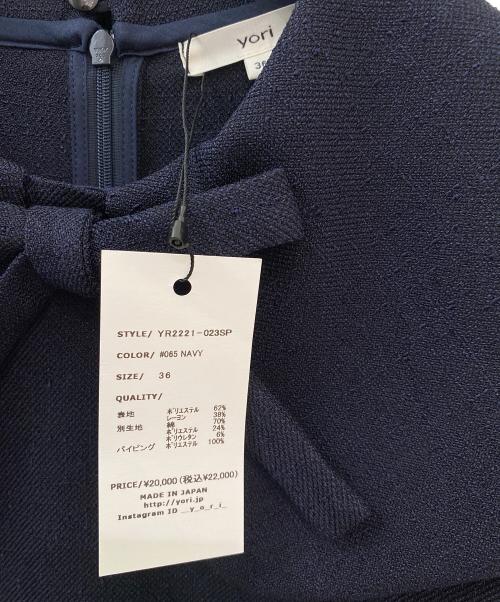 yori
36
STYLE/ YR2221-023SP
COLOR/ #065 NAVY
SIZE/ 36
QUALITY/
表地 ポリエステル 62%
レーヨン 38%
別生地 綿 70%
ポリエステル 24%
ポリウレタン 6%
パイピング ポリエステル 100%
PRICE/¥20,000(税込¥22,000)
MADE IN JAPAN
http://yori.jp
Instagram ID __y_o_r_i_